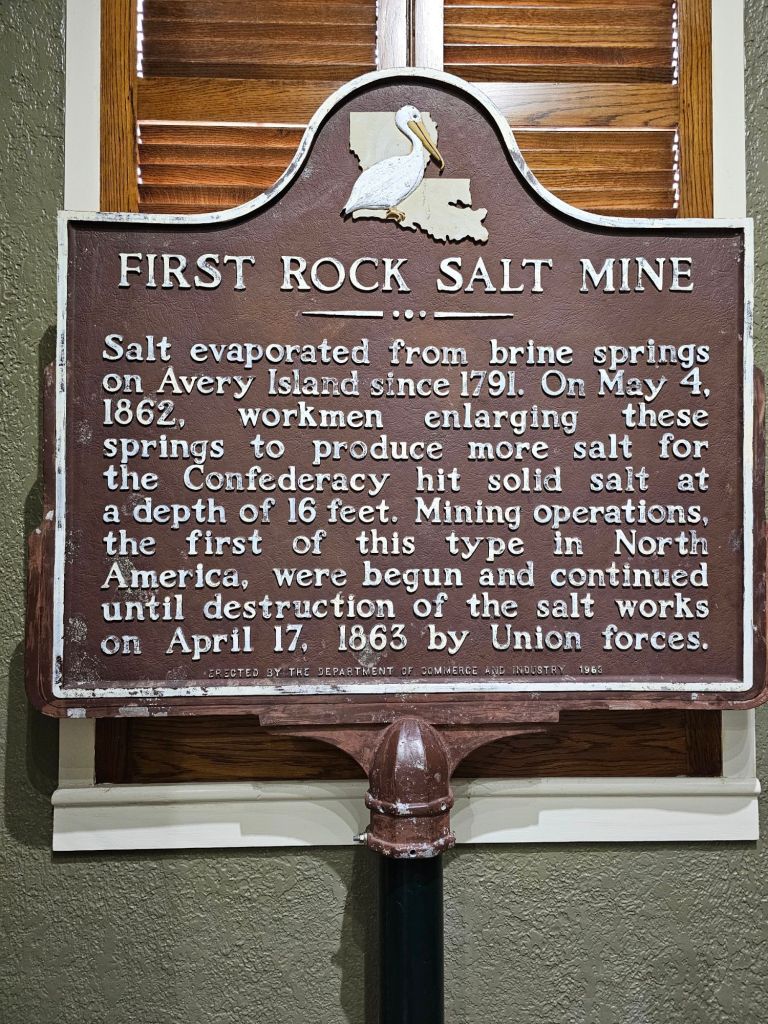 FIRST ROCK SALT MINE
Salt evaporated from brine springs
on Avery Island since 1791. On May 4,
1862, workmen enlarging these
springs to produce more salt for
the Confederacy hit solid salt at
a depth of 16 feet. Mining operations,
the first of this type in North
America, were begun and continued
until destruction of the salt works
on April 17, 1863 by Union forces.
ERECTED BY THE DEPARTMENT OF COMMERCE AND INDUSTRY 1963